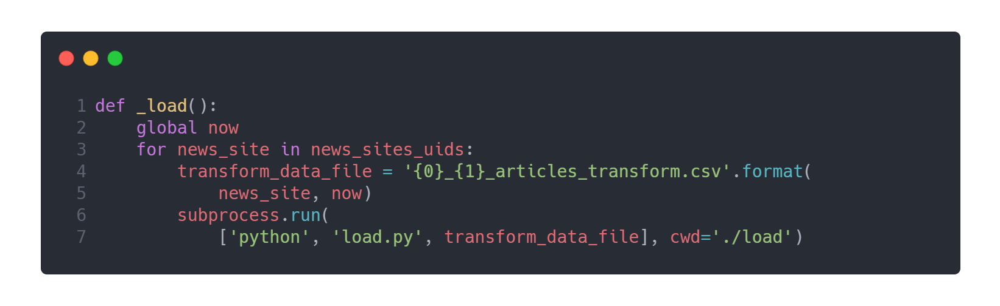 1 def _load():
2     global now
3     for news_site in news_sites_uids:
4         transform_data_file = '{0}_{1}_articles_transform.csv'.format(
5             news_site, now)
6         subprocess.run(
7             ['python', 'load.py', transform_data_file], cwd='./load')